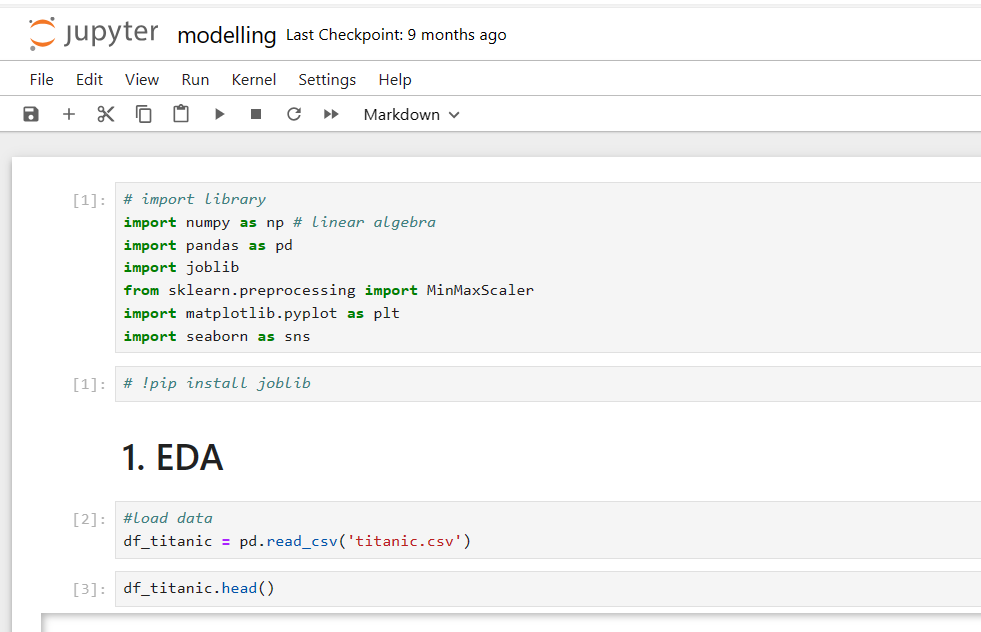 jupyter modelling Last Checkpoint: 9 months ago
File Edit View Run Kernel Settings Help
Markdown
[1]: # import library
import numpy as np # linear algebra
import pandas as pd
import joblib
from sklearn.preprocessing import MinMaxScaler
import matplotlib.pyplot as plt
import seaborn as sns
[1]: # !pip install joblib
1. EDA
[2]: #load data
df_titanic = pd.read_csv('titanic.csv')
[3]: df_titanic.head()